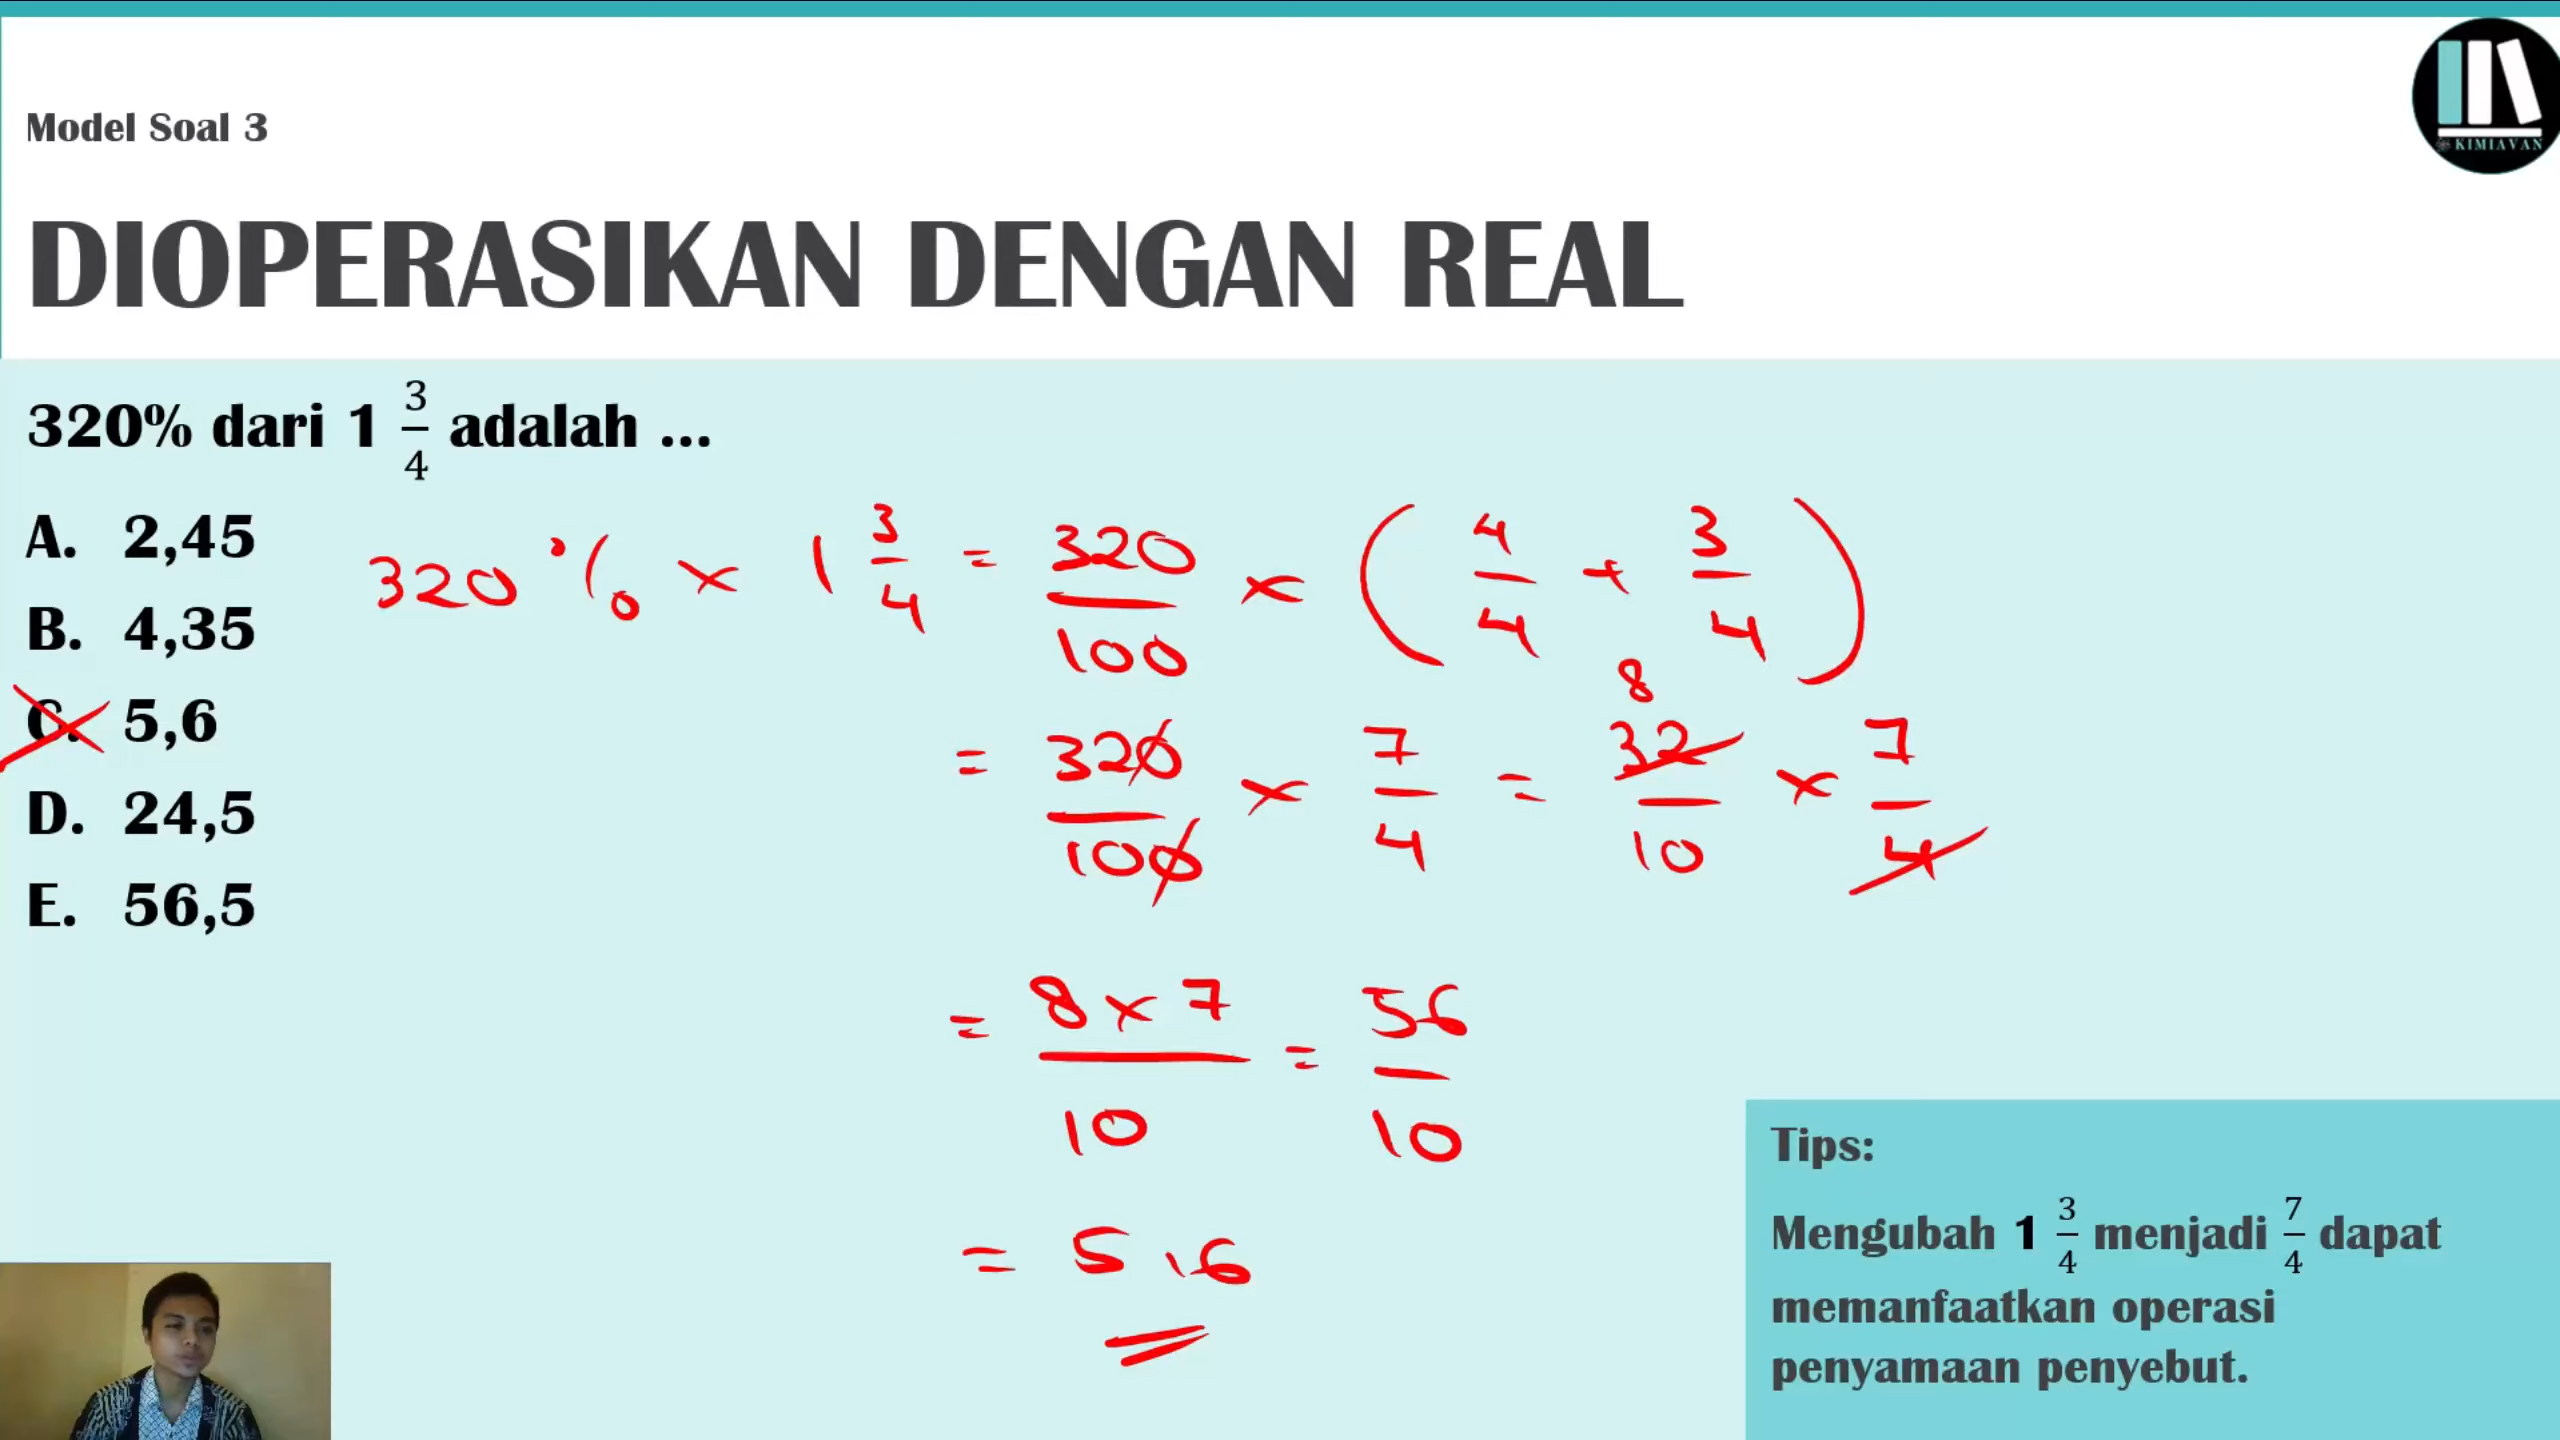 KIMIAVAN
Model Soal 3
DIOPERASIKAN DENGAN REAL
320% dari 1 3/4 adalah ...
A. 2,45
B. 4,35
C. 5,6
D. 24,5
E. 56,5
320 % × 1 3/4 = 320/100 × ( 4/4 + 3/4 )
= 320/100 × 7/4 = 32/10 × 7/4
8
= 8 × 7/10 = 56/10
= 5,6
Tips:
Mengubah 1 3/4 menjadi 7/4 dapat
memanfaatkan operasi
penyamaan penyebut.